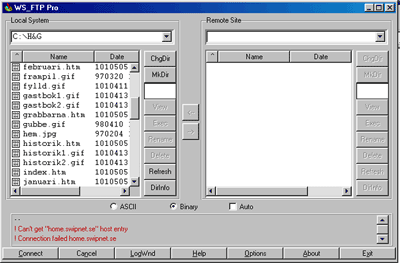 WS_FTP Pro
Local System
Remote Site
C:\H&G
^ Name Date
ChgDir
^ Name Date
ChgDir
februari.htm 1010505
MkDir
MkDir
frampil.gif 970320
fylld.gif 1010411
gastbok1.gif 1010413
gastbok2.gif 1010413
View
View
grabbarna.htm 1010505
<-
Exec
Exec
gubbe.gif 980410
->
Rename
Rename
hem.jpg 970204
historik.htm 1010505
Delete
Delete
historik1.gif 1010413
historik2.gif 1010413
Refresh
Refresh
index.htm 1010505
januari.htm 1010505
DirInfo
DirInfo
ASCII Binary Auto
--
! Can't get "home.swipnet.se" host entry
! Connection failed home.swipnet.se
Connect Cancel LogWnd Help Options About Exit